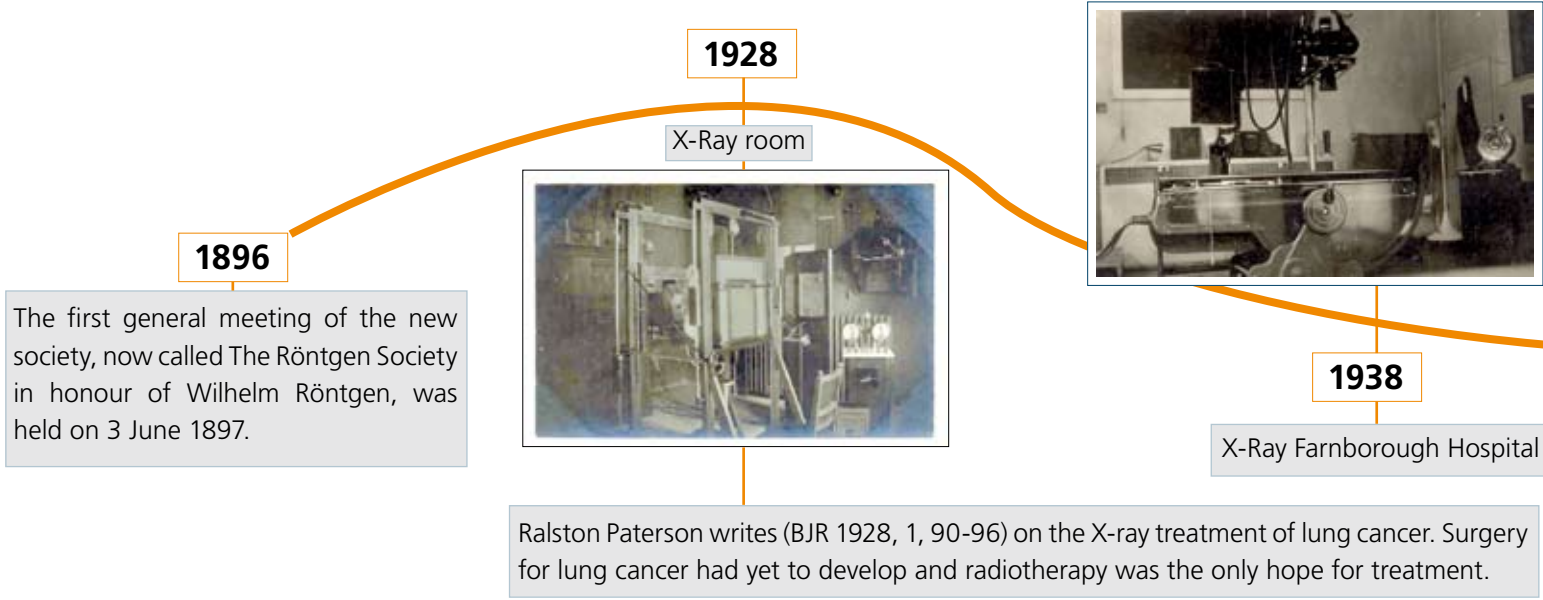 1896
The first general meeting of the new
society, now called The Röntgen Society
in honour of Wilhelm Röntgen, was
held on 3 June 1897.
1928
X-Ray room
Ralston Paterson writes (BJR 1928, 1, 90-96) on the X-ray treatment of lung cancer. Surgery
for lung cancer had yet to develop and radiotherapy was the only hope for treatment.
1938
X-Ray Farnborough Hospital